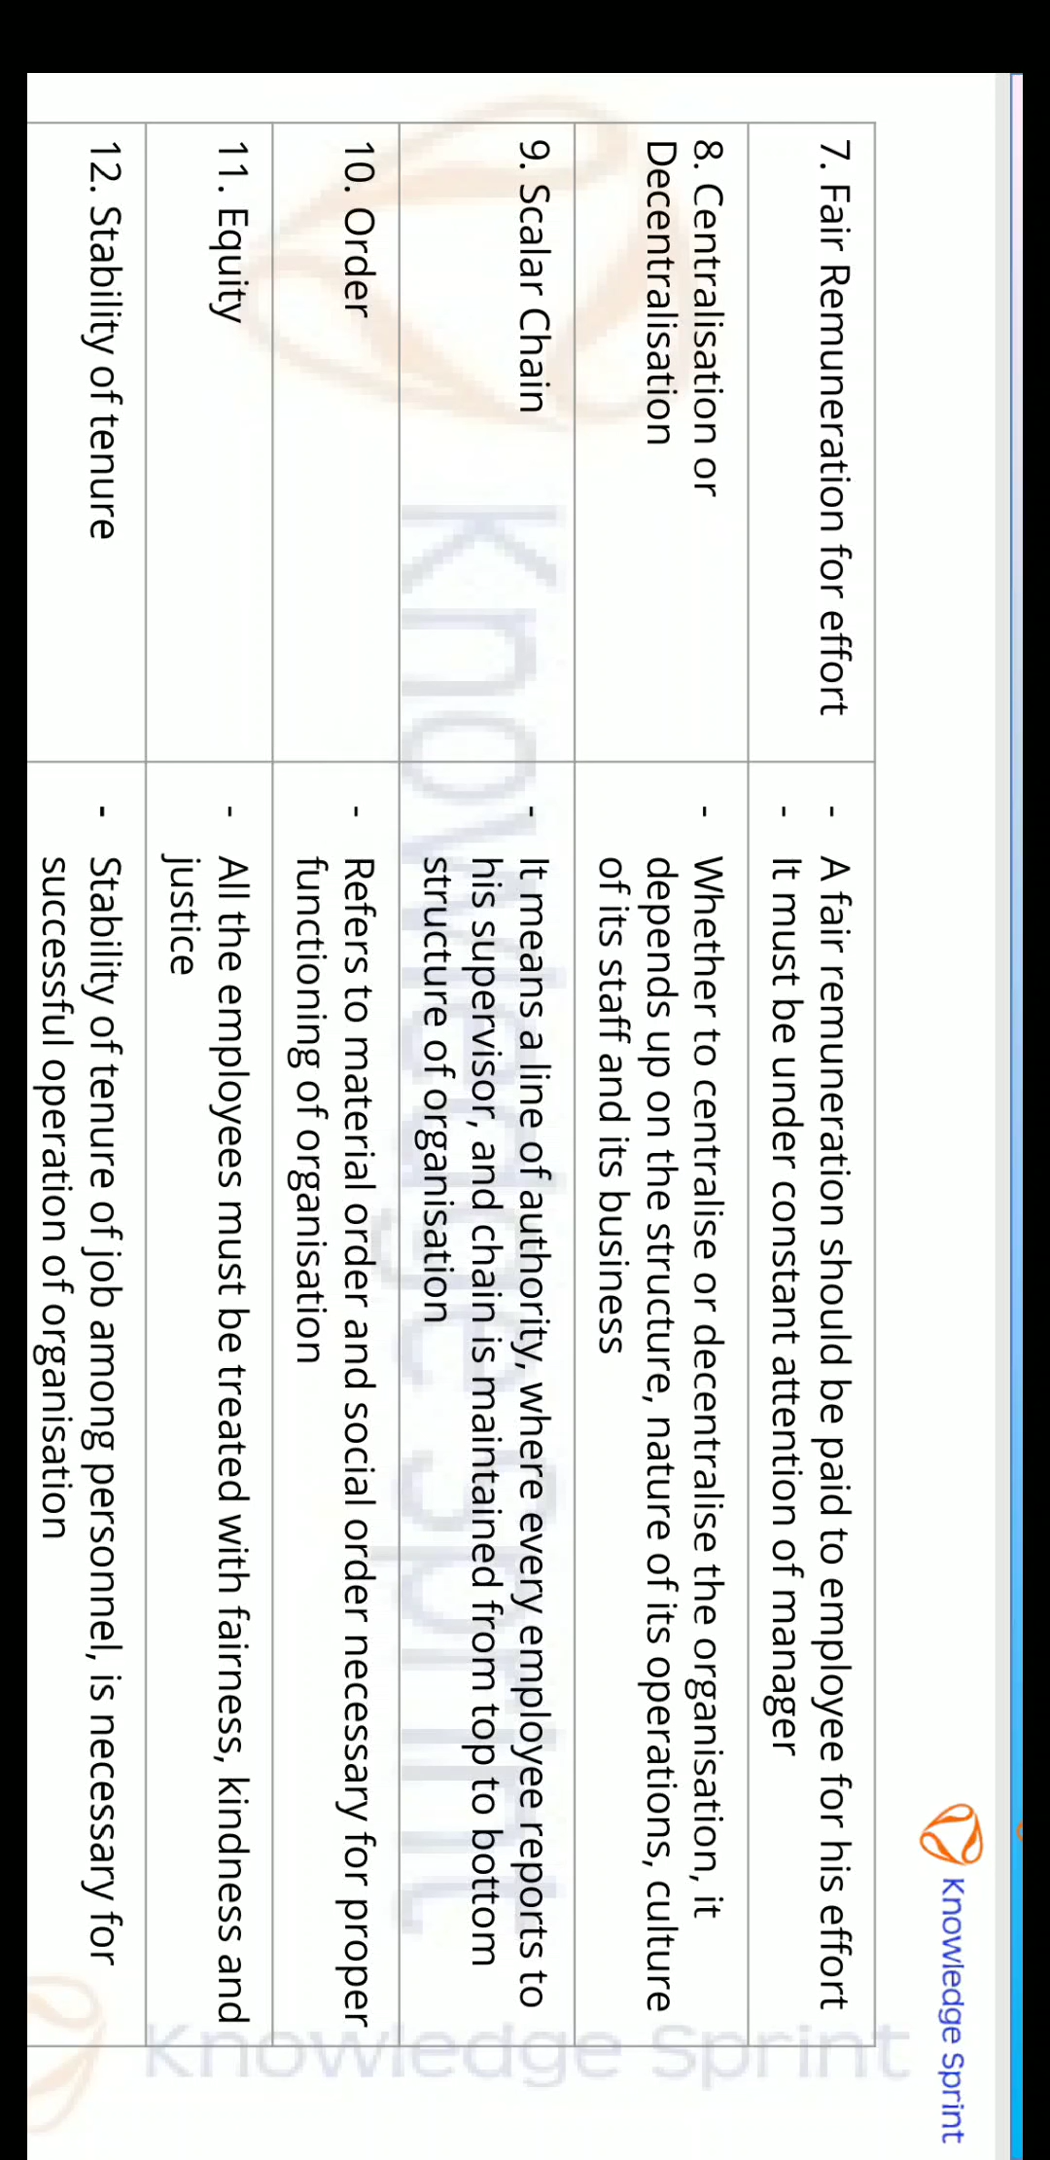 Knowledge Sprint
7. Fair Remuneration for effort
- A fair remuneration should be paid to employee for his effort
- It must be under constant attention of manager
8. Centralisation or
Decentralisation
- Whether to centralise or decentralise the organisation, it
depends up on the structure, nature of its operations, culture
of its staff and its business
9. Scalar Chain
- It means a line of authority, where every employee reports to
his supervisor, and chain is maintained from top to bottom
structure of organisation
10. Order
- Refers to material order and social order necessary for proper
functioning of organisation
11. Equity
- All the employees must be treated with fairness, kindness and
justice
12. Stability of tenure
- Stability of tenure of job among personnel, is necessary for
successful operation of organisation
Knowledge Sprint
Knowledge Sprint